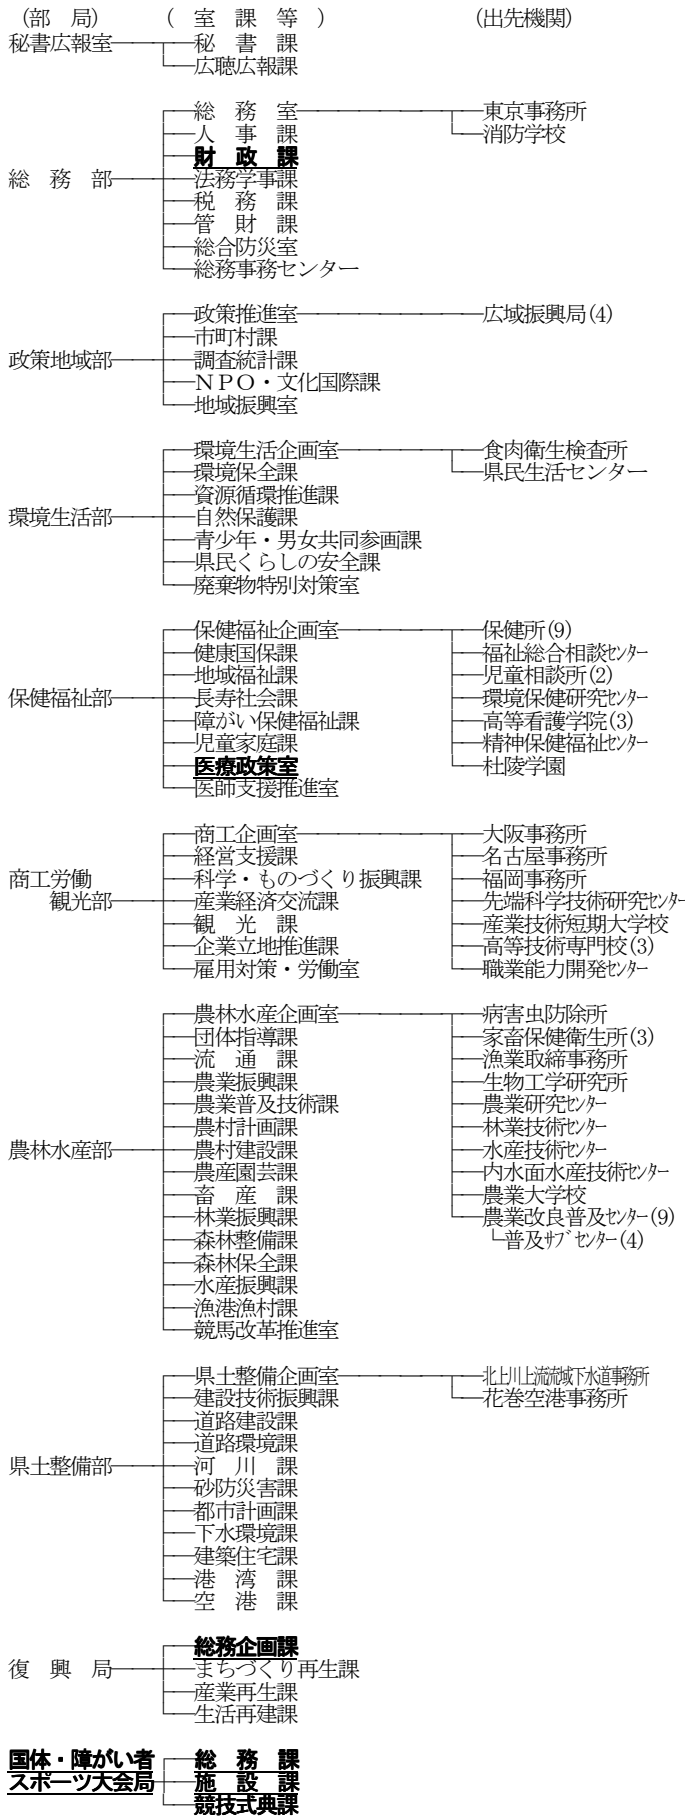 (部 局) ( 室 課 等 ) (出先機関)
秘書広報室 秘 書 課
広聴広報課
総 務 室 東京事務所
人 事 課 消防学校
財 政 課
総 務 部 法務学事課
税 務 課
管 財 課
総合防災室
総務事務センター
政策推進室 広域振興局(4)
市町村課
政策地域部 調査統計課
NPO・文化国際課
地域振興室
環境生活企画室 食肉衛生検査所
環境保全課 県民生活センター
資源循環推進課
環境生活部 自然保護課
青少年・男女共同参画課
県民くらしの安全課
廃棄物特別対策室
保健福祉企画室 保健所(9)
健康国保課 福祉総合相談センター
地域福祉課 児童相談所(2)
保健福祉部 長寿社会課 環境保健研究センター
障がい保健福祉課 高等看護学院(3)
児童家庭課 精神保健福祉センター
医療政策室 杜陵学園
医師支援推進室
商工企画室 大阪事務所
経営支援課 名古屋事務所
商工労働 科学・ものづくり振興課 福岡事務所
観光部 産業経済交流課 先端科学技術研究センター
観 光 課 産業技術短期大学校
企業立地推進課 高等技術専門校(3)
雇用対策・労働室 職業能力開発センター
農林水産企画室 病害虫防除所
団体指導課 家畜保健衛生所(3)
流 通 課 漁業取締事務所
農業振興課 生物工学研究所
農業普及技術課 農業研究センター
農村計画課 林業技術センター
農林水産部 農村建設課 水産技術センター
農産園芸課 内水面水産技術センター
畜 産 課 農業大学校
林業振興課 農業改良普及センター(9)
森林整備課 普及サブセンター(4)
森林保全課
水産振興課
漁港漁村課
競馬改革推進室
県土整備企画室 北上川上流流域下水道事務所
建設技術振興課 花巻空港事務所
道路建設課
道路環境課
県土整備部 河 川 課
砂防災害課
都市計画課
下水環境課
建築住宅課
港 湾 課
空 港 課
総務企画課
復 興 局 まちづくり再生課
産業再生課
生活再建課
国体・障がい者 総 務 課
スポーツ大会局 施 設 課
競技式典課